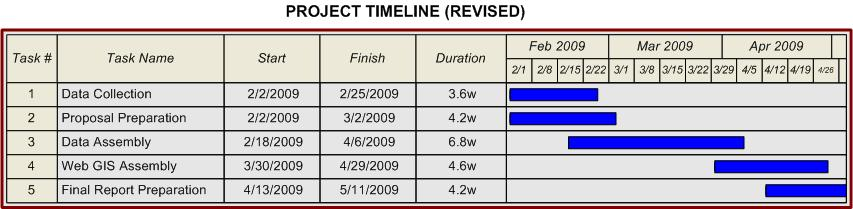 PROJECT TIMELINE (REVISED)
Task # Task Name Start Finish Duration Feb 2009 Mar 2009 Apr 2009
2/1 2/8 2/15 2/22 3/1 3/8 3/15 3/22 3/29 4/5 4/12 4/19 4/26
1 Data Collection 2/2/2009 2/25/2009 3.6w
2 Proposal Preparation 2/2/2009 3/2/2009 4.2w
3 Data Assembly 2/18/2009 4/6/2009 6.8w
4 Web GIS Assembly 3/30/2009 4/29/2009 4.6w
5 Final Report Preparation 4/13/2009 5/11/2009 4.2w